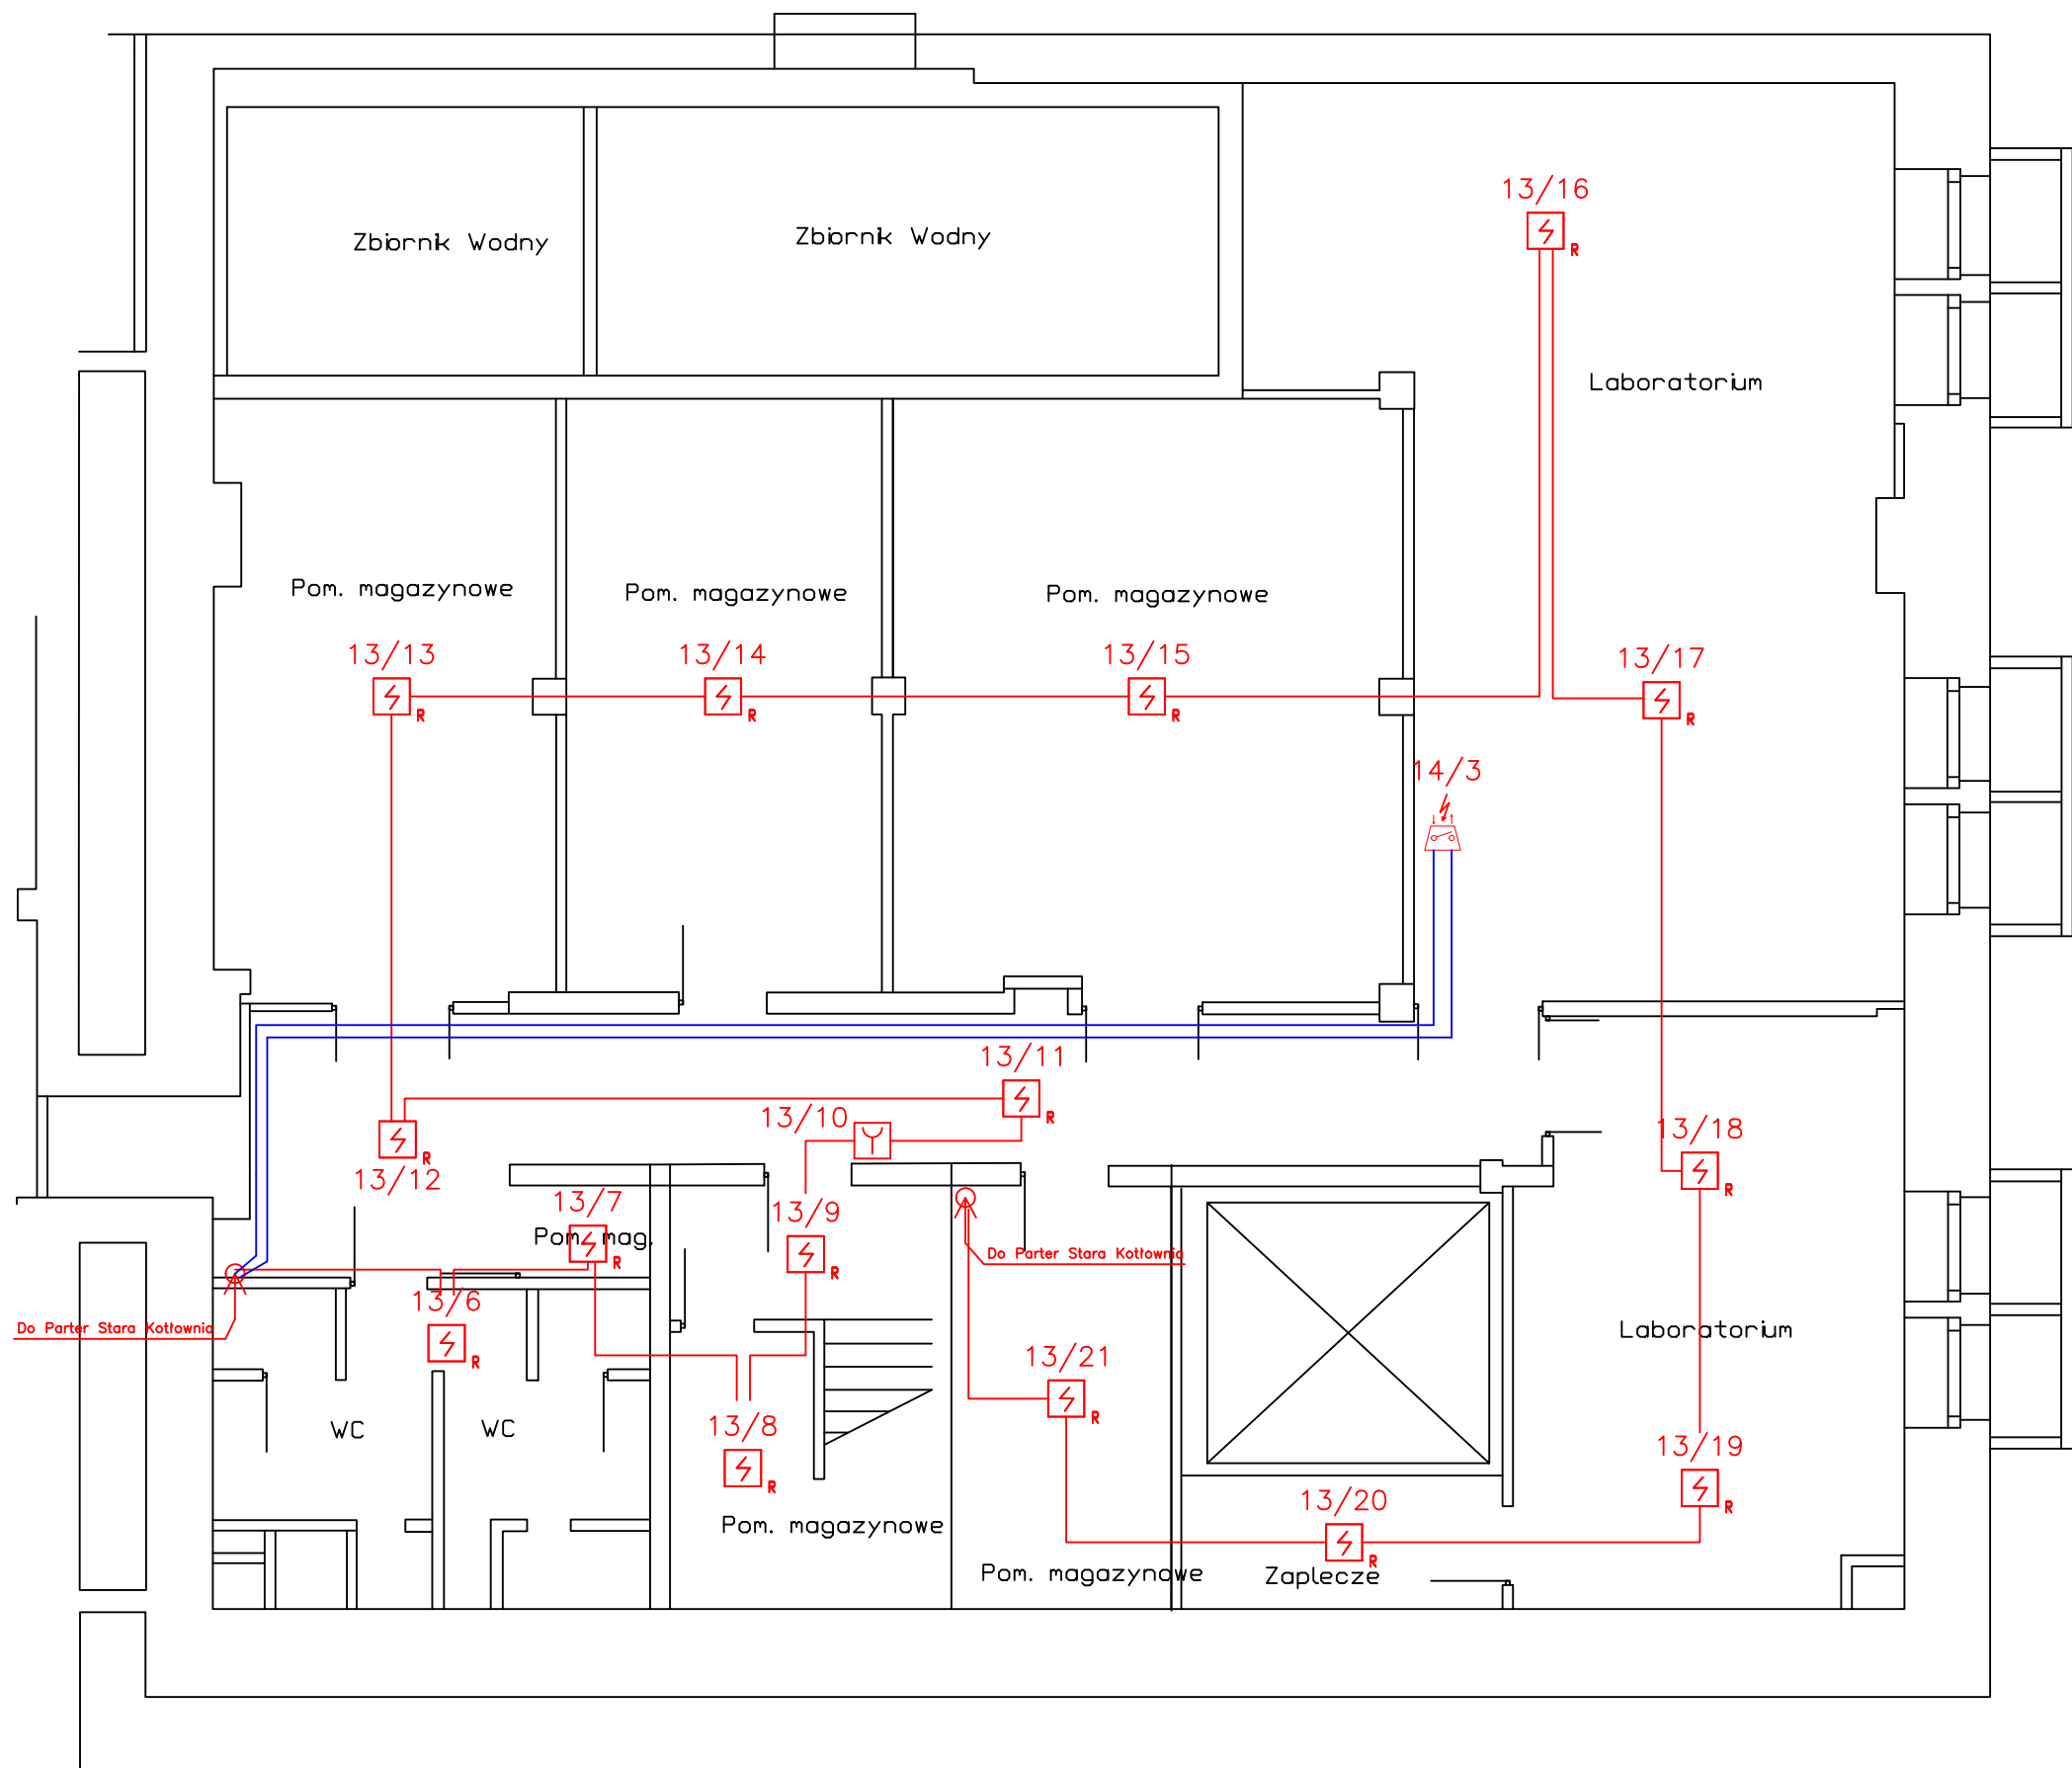 13/16
R
Zbiornik Wodny
Zbiornik Wodny
Laboratorium
Pom. magazynowe
Pom. magazynowe
Pom. magazynowe
13/13
R
13/14
R
13/15
R
13/17
R
14/3
13/11
R
13/10
13/12
R
13/18
R
13/7
R
Pom. mag.
13/9
R
Do Parter Stara Kotłownia
13/6
R
Do Parter Stara Kotłownia
Laboratorium
13/21
R
WC
WC
13/8
R
13/19
R
13/20
R
Pom. magazynowe
Pom. magazynowe
Zaplecze